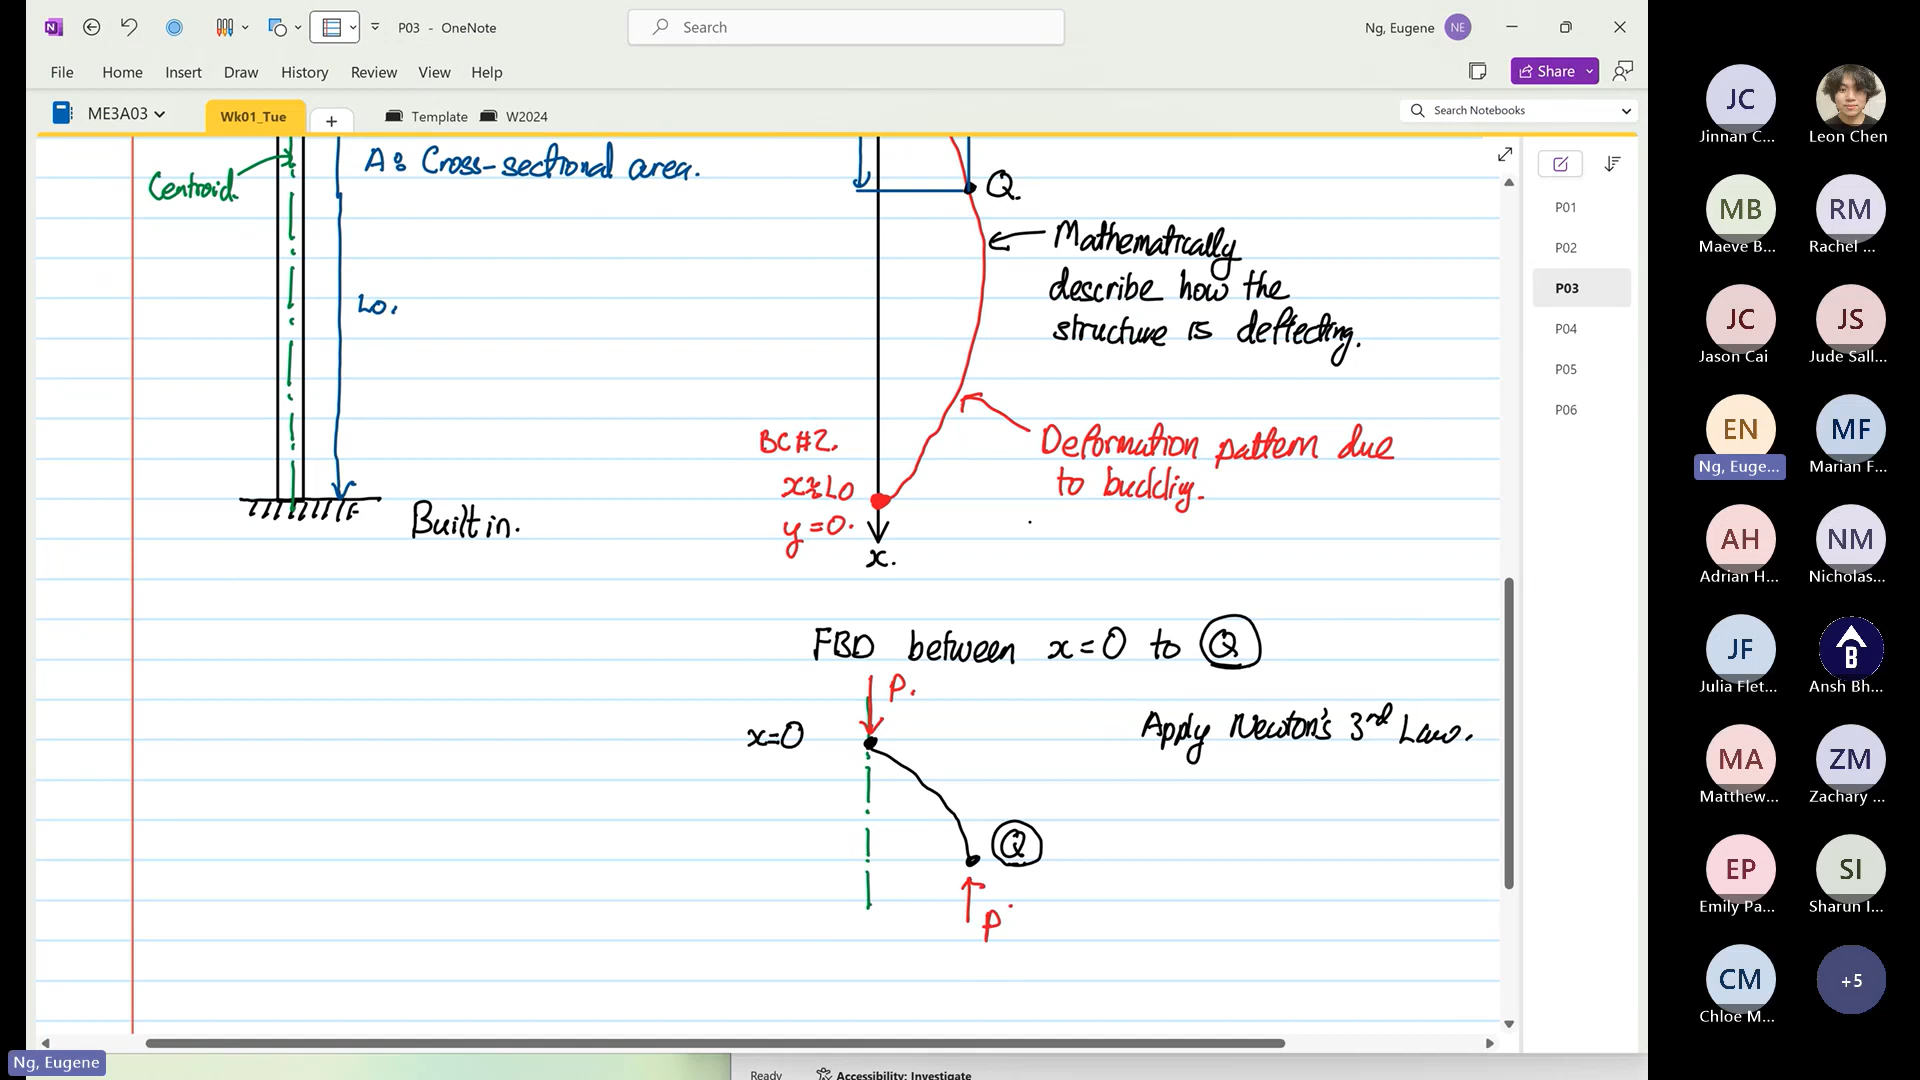 P03 - OneNote
Search
Ng, Eugene
NE
File Home Insert Draw History Review View Help
Share
ME3A03
Wk01_Tue
+
Template
W2024
Search Notebooks
Centroid.
A: Cross-sectional area.
Lo.
Built in.
Q.
Mathematically
describe how the
structure is deflecting.
BC#2.
x=Lo
y=0.
x.
Deformation pattern due
to buckling.
FBD between x=0 to Q
P.
x=0
Apply Newton's 3rd Law.
Q
P
P01
P02
P03
P04
P05
P06
Ng, Eugene
Ready
Accessibility: Investigate
JC
Jinnan C...
Leon Chen
MB
Maeve B...
RM
Rachel ...
JC
Jason Cai
JS
Jude Sall...
EN
Ng, Euge...
MF
Marian F...
AH
Adrian H...
NM
Nicholas...
JF
Julia Flet...
B
Ansh Bh...
MA
Matthew...
ZM
Zachary ...
EP
Emily Pa...
SI
Sharun I...
CM
Chloe M...
+5